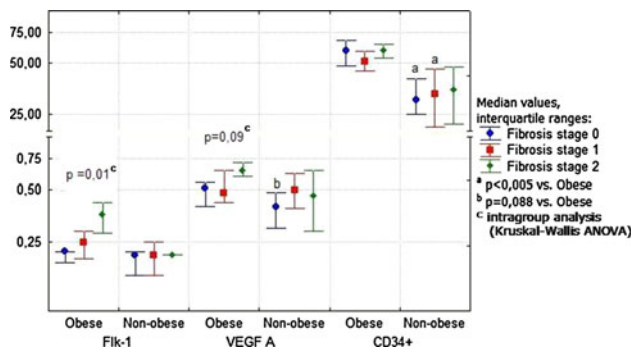 75,00
50,00
25,00
0,75
0,50
0,25
a a
p=0,01c
p=0,09c
b
Obese Non-obese Obese Non-obese Obese Non-obese
Flk-1 VEGF A CD34+
Median values,
interquartile ranges:
Fibrosis stage 0
Fibrosis stage 1
Fibrosis stage 2
a p<0,005 vs. Obese
b p=0,088 vs. Obese
c intragroup analysis
(Kruskal-Wallis ANOVA)